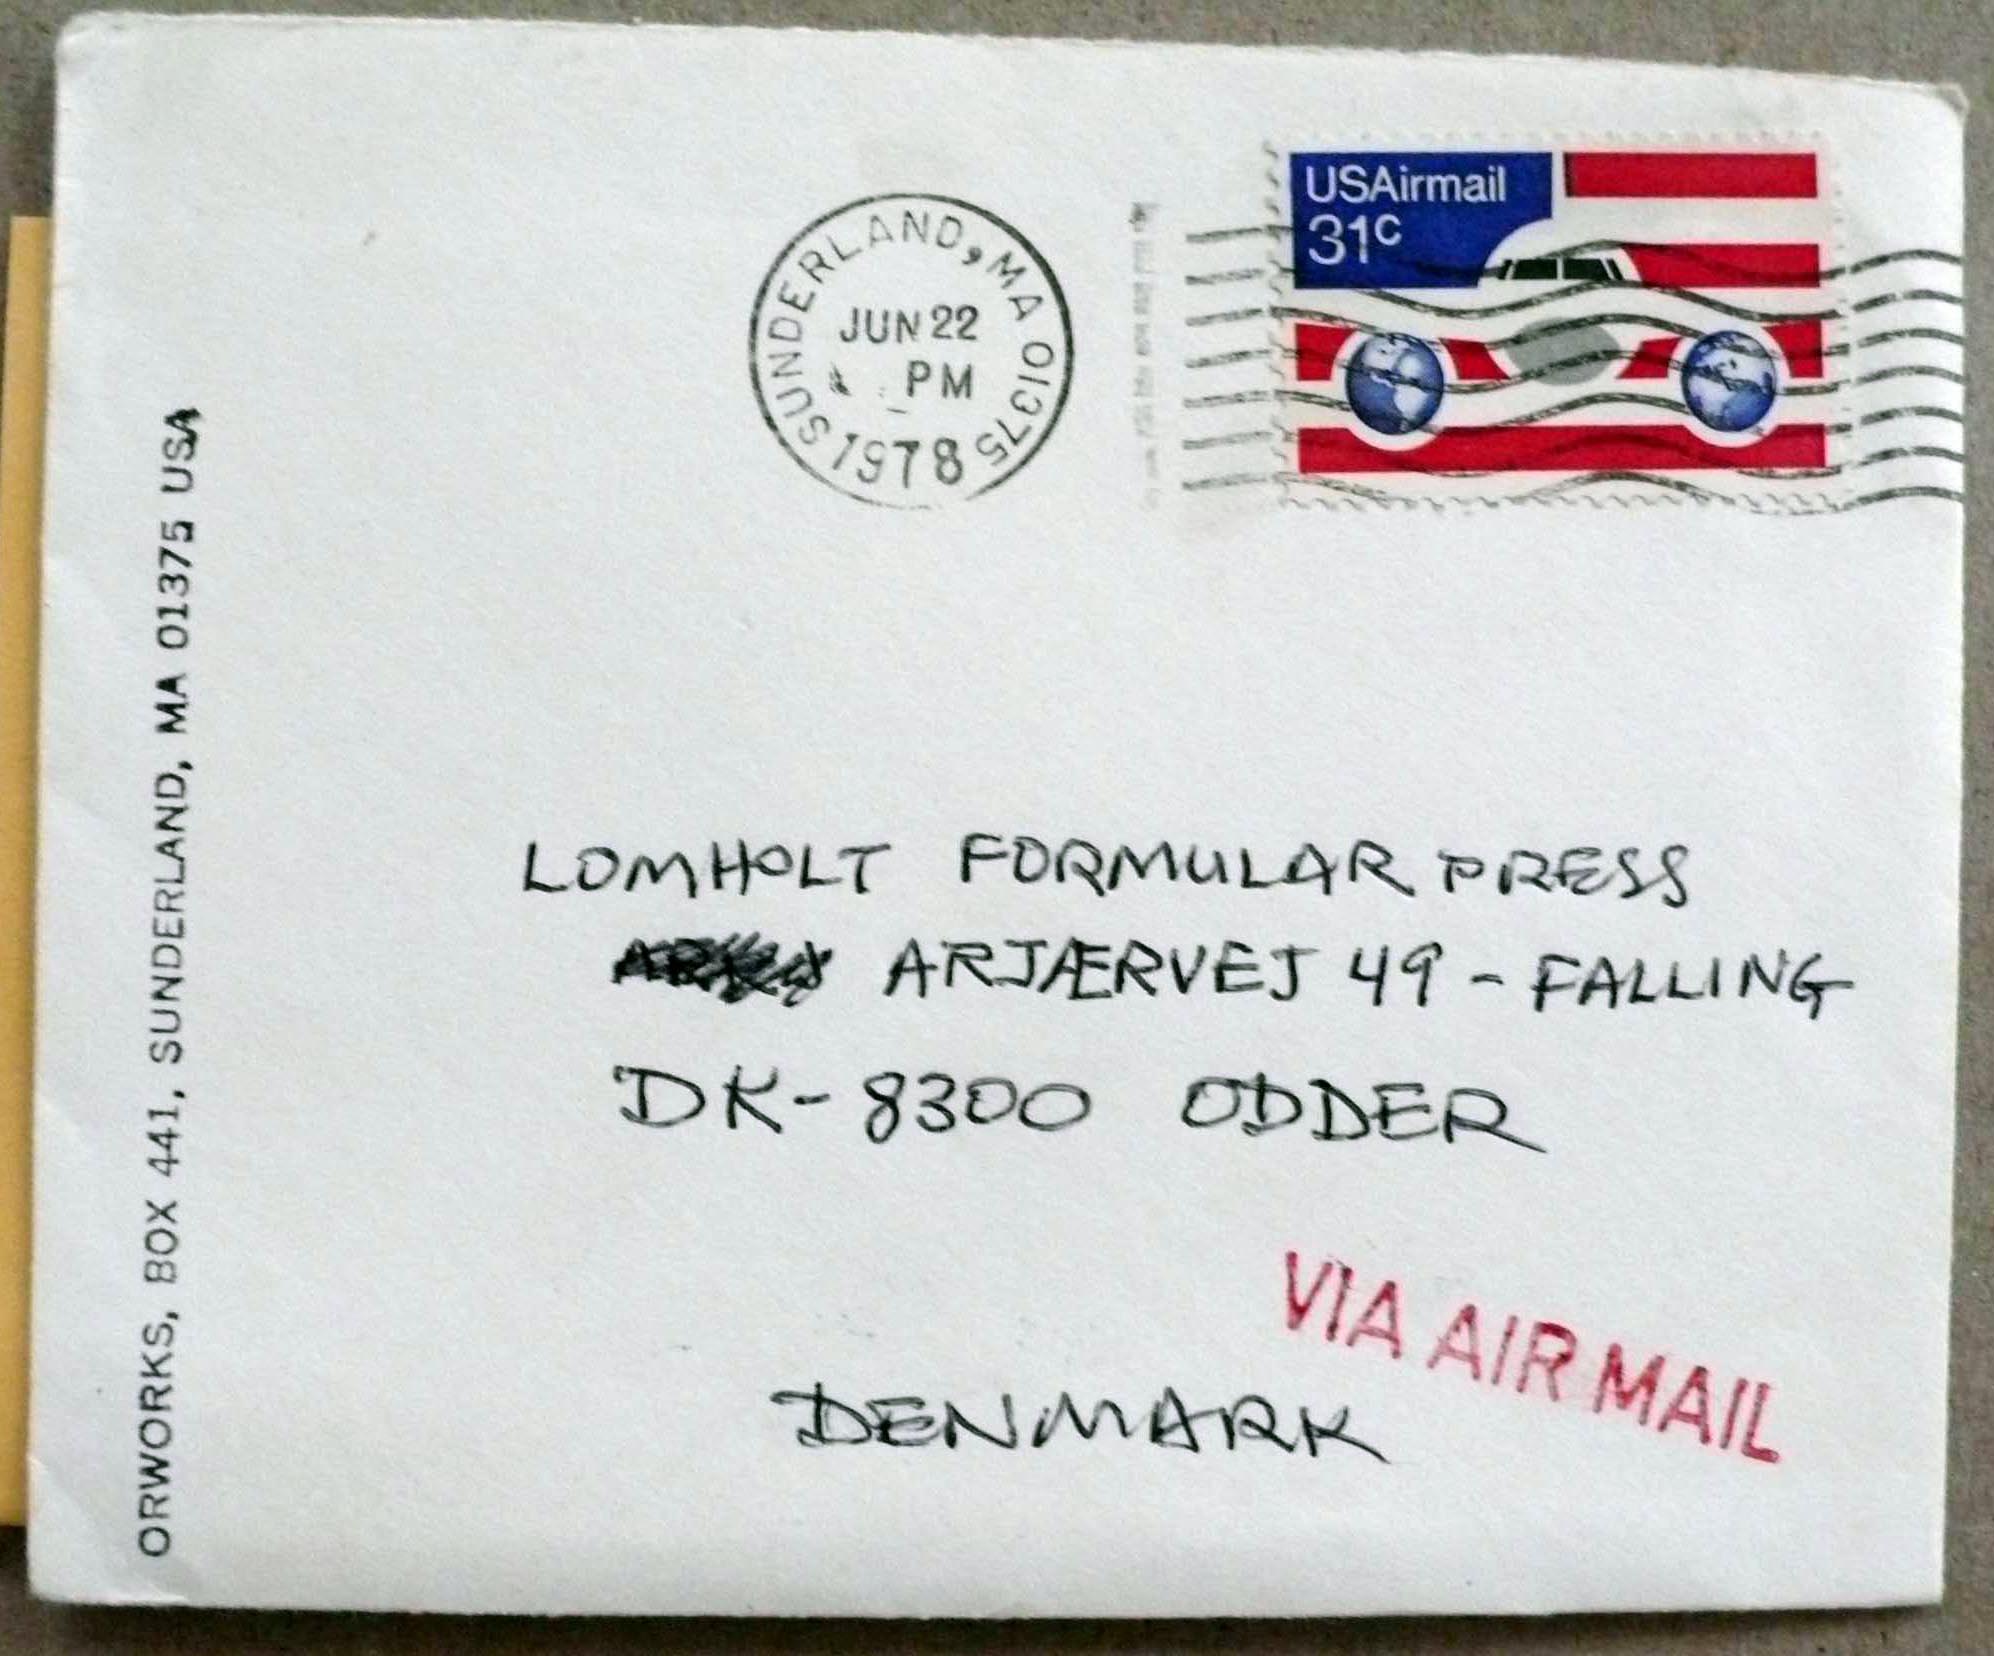 USAirmail
31c
SUNDERLAND, MA 01375
JUN 22
PM
1978
ORWORKS, BOX 441, SUNDERLAND, MA 01375 USA
LOMHOLT FORMULAR PRESS
ARJÆRVEJ 49 - FALLING
DK-8300 ODDER
DENMARK
VIA AIR MAIL